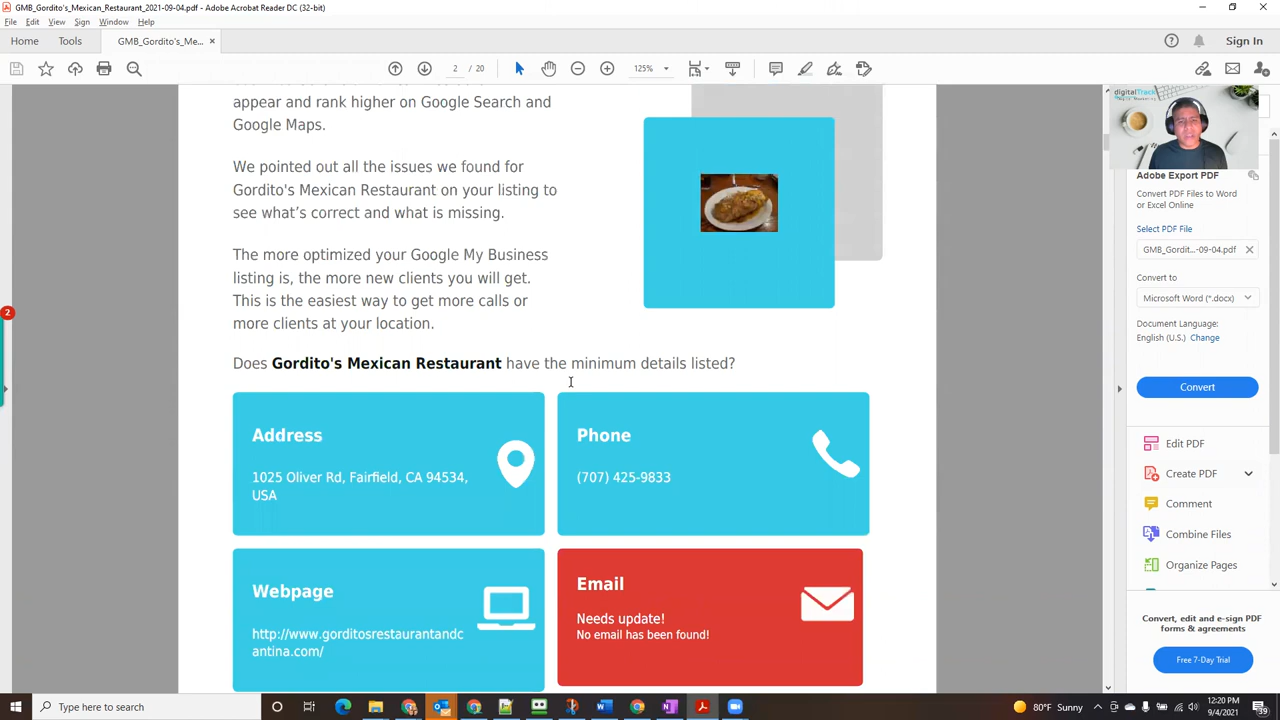 GMB_Gordito's_Mexican Restaurant_2021-09-04.pdf - Adobe Acrobat Reader DC (32-bit)
File Edit View Sign Window Help
Home Tools GMB_Gordito's_Me... ×
Sign In
2 / 20
125%
appear and rank higher on Google Search and
Google Maps.
We pointed out all the issues we found for
Gordito's Mexican Restaurant on your listing to
see what's correct and what is missing.
The more optimized your Google My Business
listing is, the more new clients you will get.
This is the easiest way to get more calls or
more clients at your location.
Does Gordito's Mexican Restaurant have the minimum details listed?
Address
1025 Oliver Rd, Fairfield, CA 94534,
USA
Phone
(707) 425-9833
Webpage
http://www.gorditosrestaurantandc
antina.com/
Email
Needs update!
No email has been found!
2
digitalTrack
Adobe Export PDF
Convert PDF Files to Word
or Excel Online
Select PDF File
GMB_Gordit...-09-04.pdf
Convert to
Microsoft Word (*.docx)
Document Language:
English (U.S.) Change
Convert
Edit PDF
Create PDF
Comment
Combine Files
Organize Pages
Convert, edit and e-sign PDF
forms & agreements
Free 7-Day Trial
Type here to search
80°F Sunny
12:20 PM
9/4/2021
39